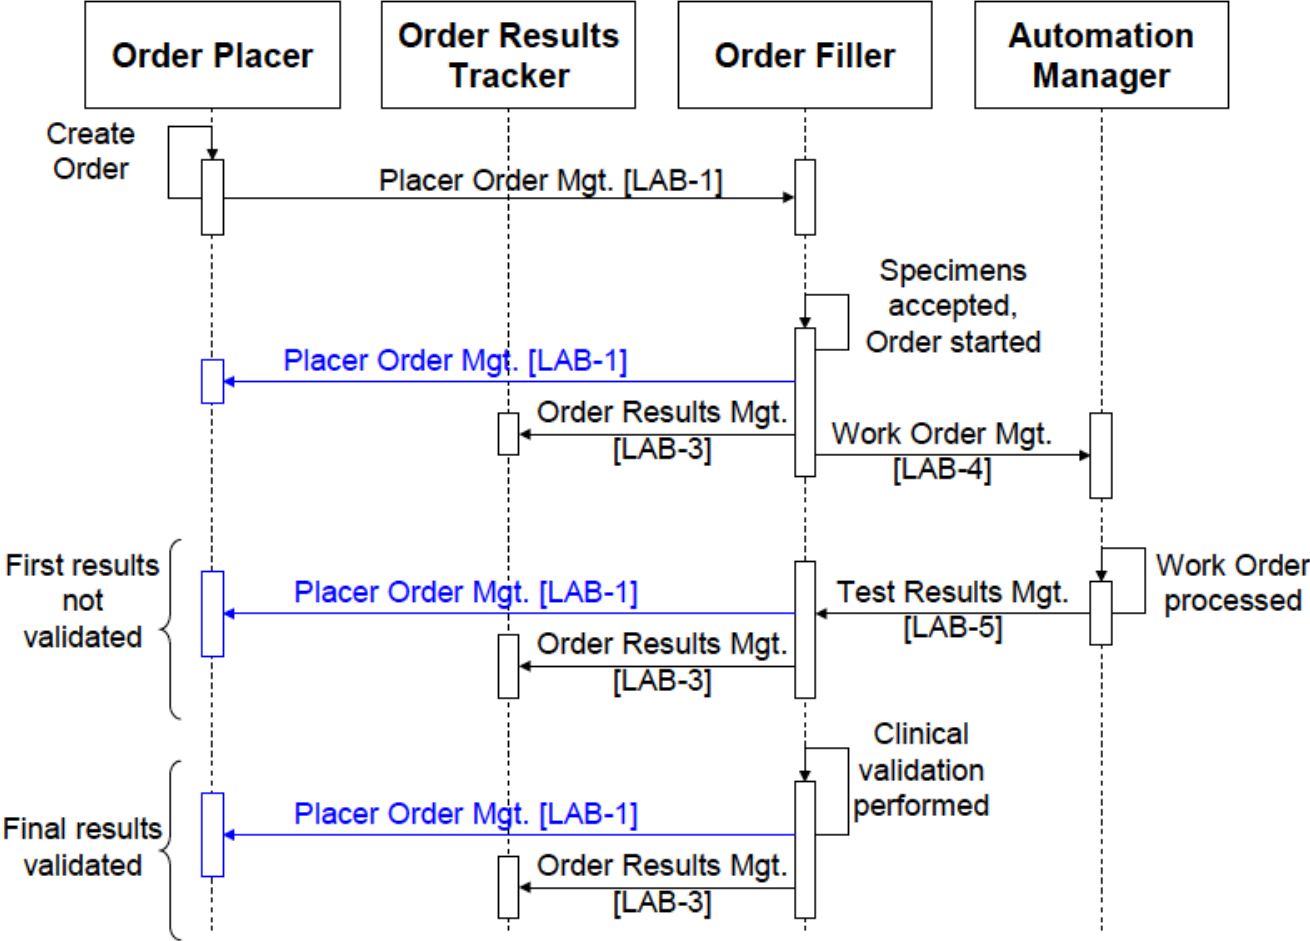 Order Placer
Order Results
Tracker
Order Filler
Automation
Manager
Create
Order
Placer Order Mgt. [LAB-1]
Specimens
accepted,
Order started
Placer Order Mgt. [LAB-1]
Order Results Mgt.
[LAB-3]
Work Order Mgt.
[LAB-4]
First results
not
validated
Placer Order Mgt. [LAB-1]
Test Results Mgt.
[LAB-5]
Work Order
processed
Order Results Mgt.
[LAB-3]
Clinical
validation
performed
Final results
validated
Placer Order Mgt. [LAB-1]
Order Results Mgt.
[LAB-3]